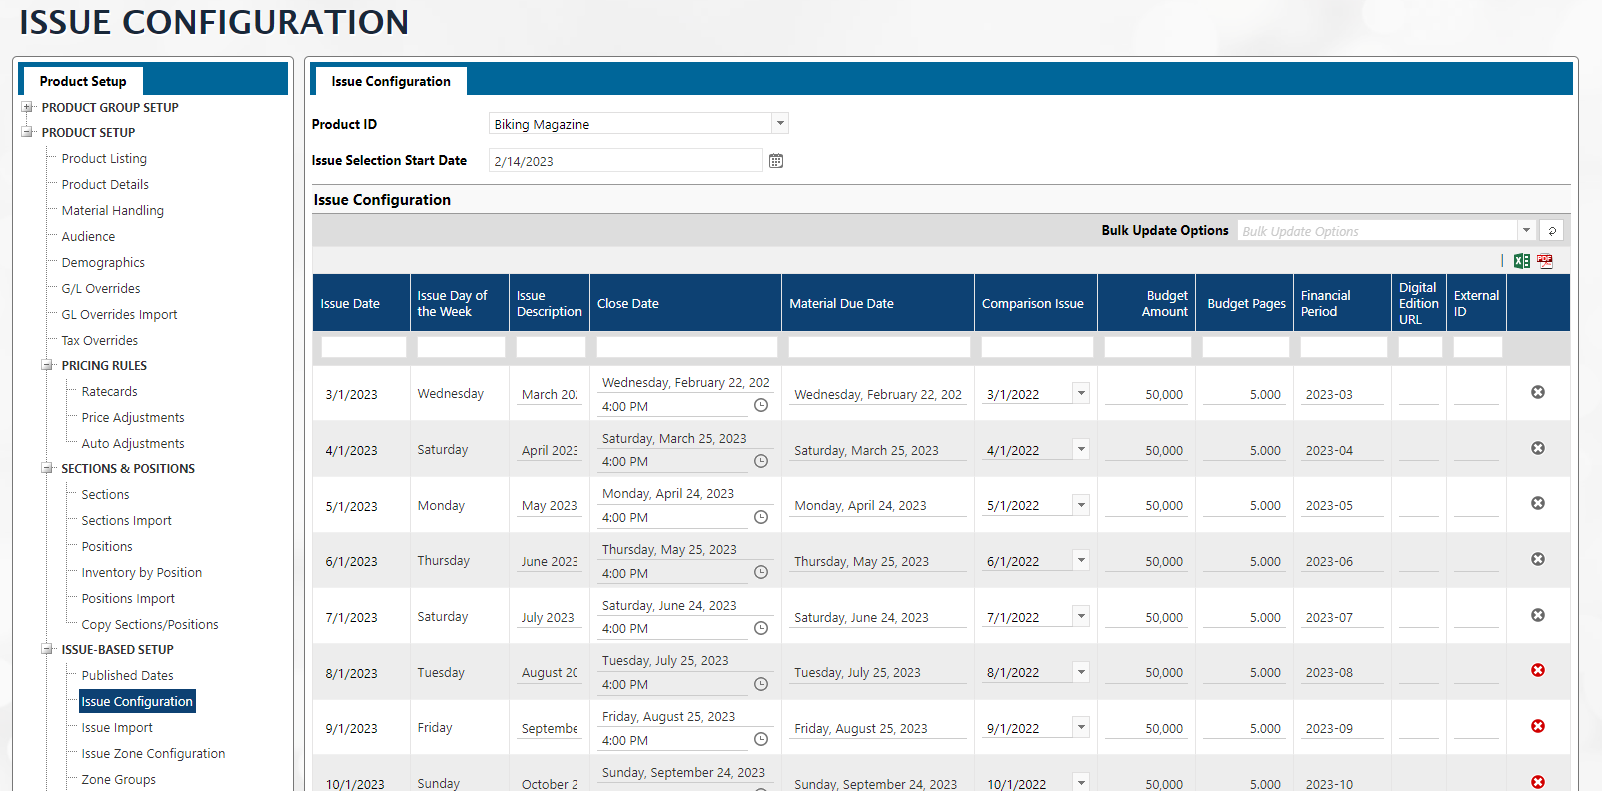 ISSUE CONFIGURATION
Product Setup
PRODUCT GROUP SETUP
PRODUCT SETUP
Product Listing
Product Details
Material Handling
Audience
Demographics
G/L Overrides
GL Overrides Import
Tax Overrides
PRICING RULES
Ratecards
Price Adjustments
Auto Adjustments
SECTIONS & POSITIONS
Sections
Sections Import
Positions
Inventory by Position
Positions Import
Copy Sections/Positions
ISSUE-BASED SETUP
Published Dates
Issue Configuration
Issue Import
Issue Zone Configuration
Zone Groups
Issue Configuration
Product ID Biking Magazine
Issue Selection Start Date 2/14/2023
Issue Configuration
Bulk Update Options Bulk Update Options
PDF
Issue Date
Issue Day of
the Week
Issue
Description
Close Date
Material Due Date
Comparison Issue
Budget
Amount
Budget Pages
Financial
Period
Digital
Edition
URL
External
ID
3/1/2023 Wednesday March 202 Wednesday, February 22, 202 Wednesday, February 22, 202 3/1/2022 50,000 5.000 2023-03
4:00 PM
4/1/2023 Saturday April 2023 Saturday, March 25, 2023 Saturday, March 25, 2023 4/1/2022 50,000 5.000 2023-04
4:00 PM
5/1/2023 Monday May 2023 Monday, April 24, 2023 Monday, April 24, 2023 5/1/2022 50,000 5.000 2023-05
4:00 PM
6/1/2023 Thursday June 2023 Thursday, May 25, 2023 Thursday, May 25, 2023 6/1/2022 50,000 5.000 2023-06
4:00 PM
7/1/2023 Saturday July 2023 Saturday, June 24, 2023 Saturday, June 24, 2023 7/1/2022 50,000 5.000 2023-07
4:00 PM
8/1/2023 Tuesday August 20 Tuesday, July 25, 2023 Tuesday, July 25, 2023 8/1/2022 50,000 5.000 2023-08
4:00 PM
9/1/2023 Friday Septembe Friday, August 25, 2023 Friday, August 25, 2023 9/1/2022 50,000 5.000 2023-09
4:00 PM
10/1/2023 Sunday October 2 Sunday, September 24, 2023 Sunday, September 24, 2023 10/1/2022 50,000 5.000 2023-10